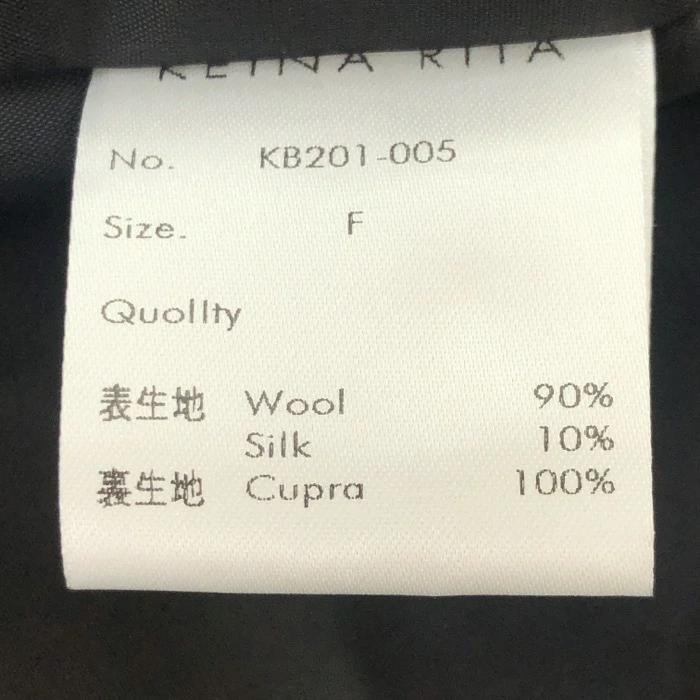 KEINA RITA
No. KB201-005
Size. F
Quollty
表生地 Wool 90%
Silk 10%
裏生地 Cupra 100%